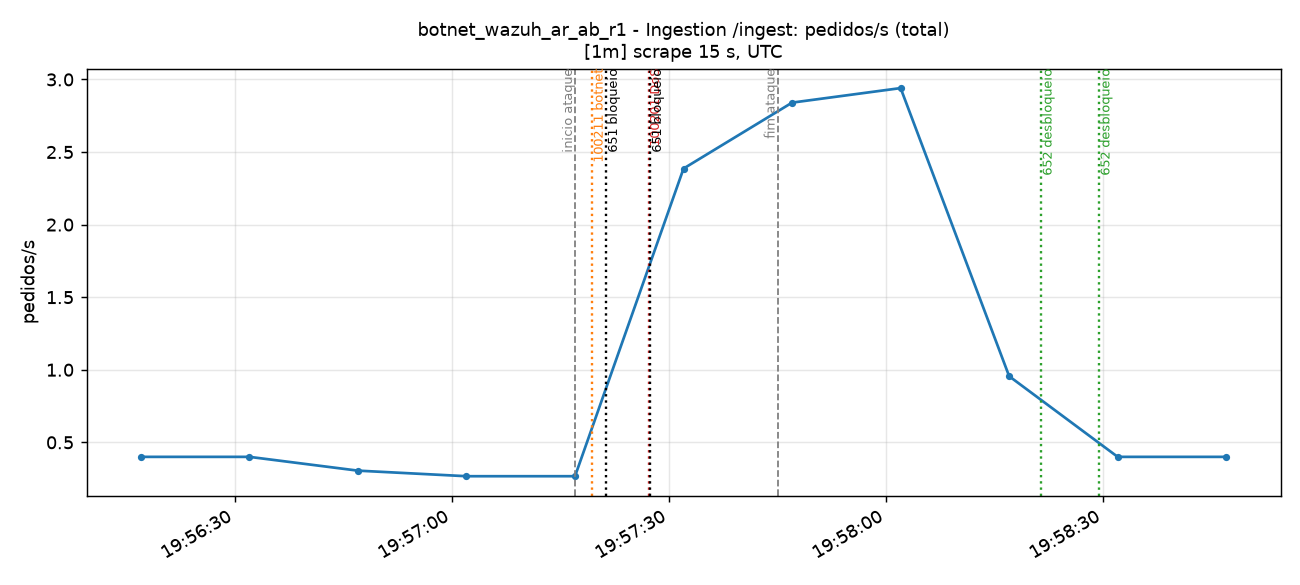 botnet_wazuh_ar_ab_r1 - Ingestion /ingest: pedidos/s (total)
[1m] scrape 15 s, UTC
pedidos/s
3.0
2.5
2.0
1.5
1.0
0.5
inicio ataque
100211 botnet
651 bloqueio
651 bloqueio
fim ataque
652 desbloqueio
652 desbloqueio
19:56:30
19:57:00
19:57:30
19:58:00
19:58:30